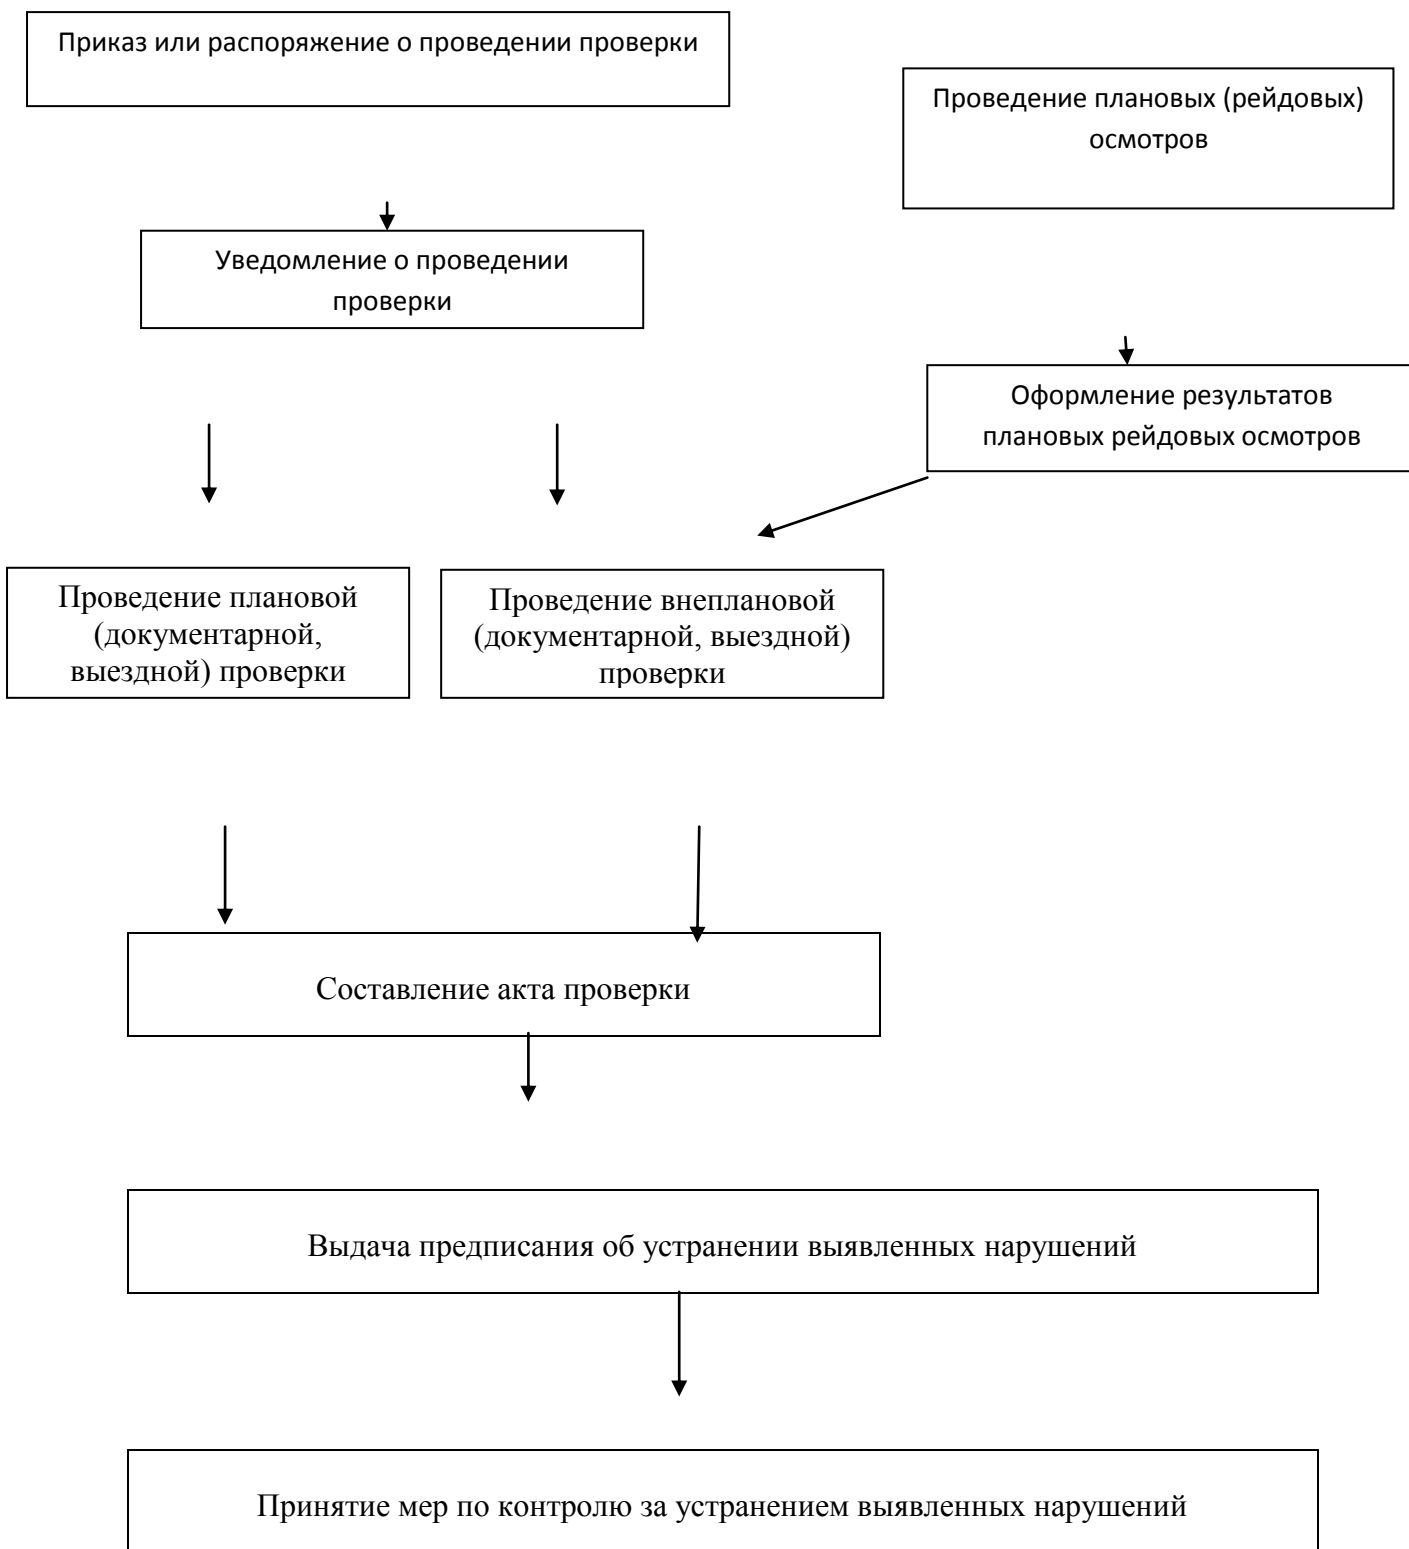 Приказ или распоряжение о проведении проверки
Проведение плановых (рейдовых)
осмотров
Уведомление о проведении
проверки
Оформление результатов
плановых рейдовых осмотров
Проведение плановой
(документарной,
выездной) проверки
Проведение внеплановой
(документарной, выездной)
проверки
Составление акта проверки
Выдача предписания об устранении выявленных нарушений
Принятие мер по контролю за устранением выявленных нарушений